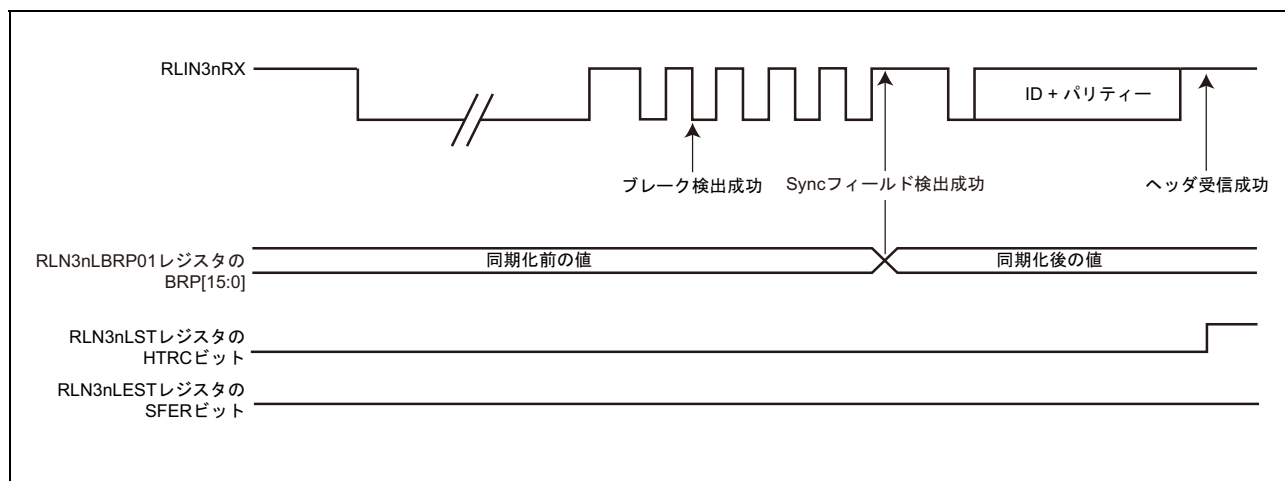 RLIN3nRX
ID + パリティー
ブレーク検出成功
Syncフィールド検出成功
ヘッダ受信成功
RLN3nLBRP01レジスタの
BRP[15:0]
同期化前の値
同期化後の値
RLN3nLSTレジスタの
HTRCビット
RLN3nLESTレジスタの
SFERビット